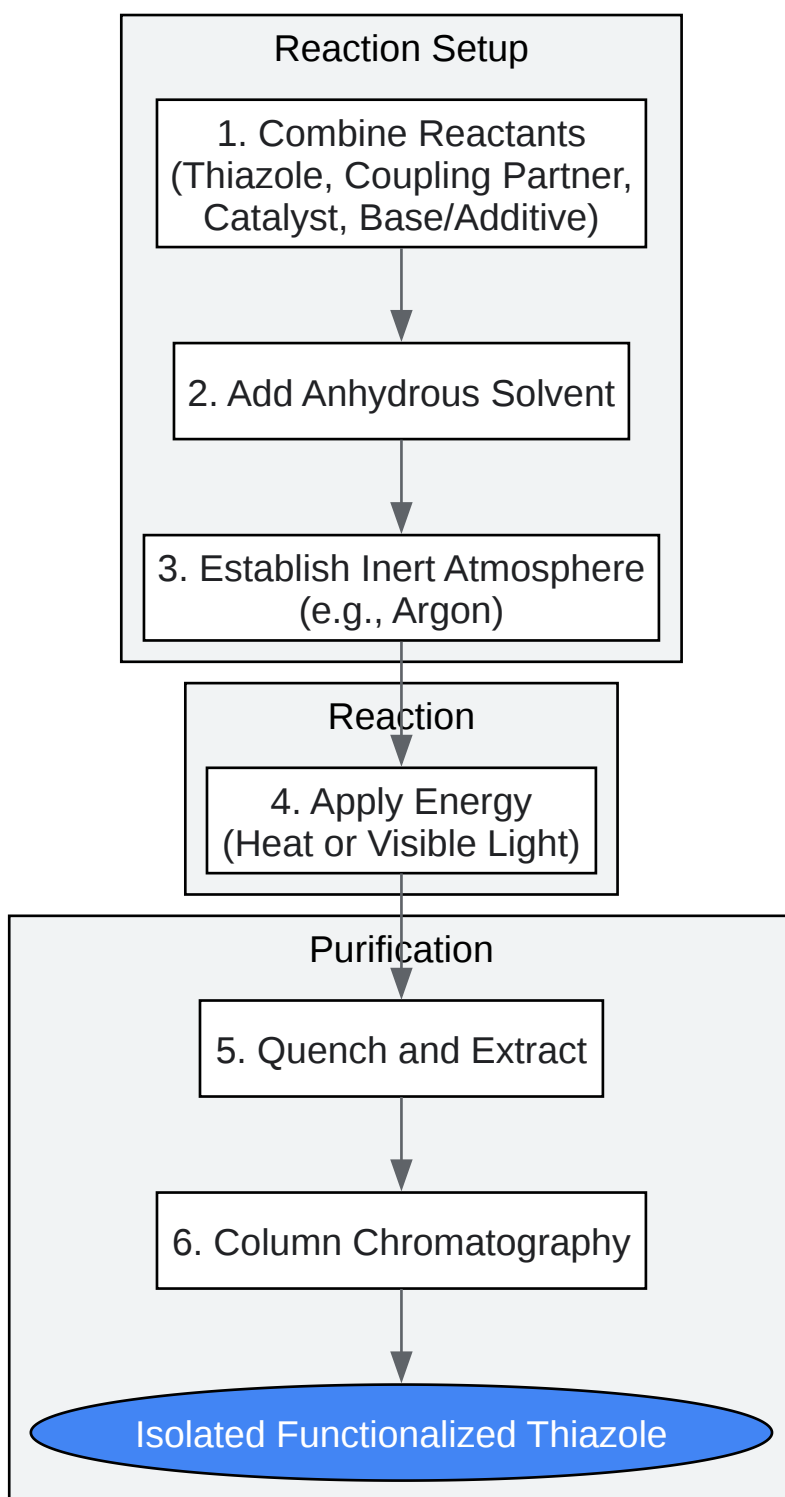 Reaction Setup
1. Combine Reactants
(Thiazole, Coupling Partner,
Catalyst, Base/Additive)
2. Add Anhydrous Solvent
3. Establish Inert Atmosphere
(e.g., Argon)
Reaction
4. Apply Energy
(Heat or Visible Light)
Purification
5. Quench and Extract
6. Column Chromatography
Isolated Functionalized Thiazole